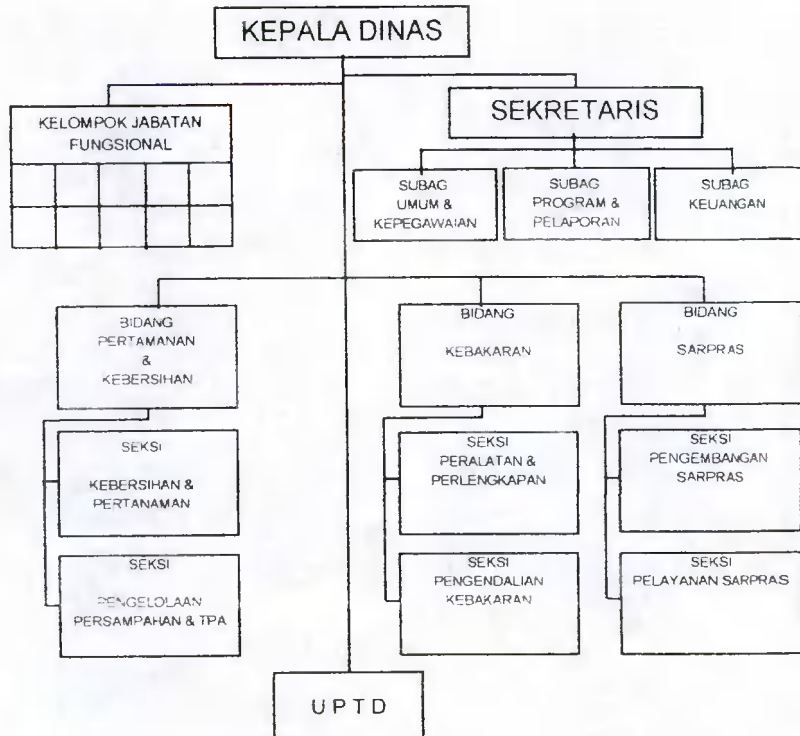 KEPALA DINAS
KELOMPOK JABATAN
FUNGSIONAL
SEKRETARIS
SUBAG
UMUM &
KEPEGAWAIAN
SUBAG
PROGRAM &
PELAPORAN
SUBAG
KEUANGAN
BIDANG
PERTAMANAN
&
KEBERSIHAN
BIDANG
KEBAKARAN
BIDANG
SARPRAS
SEKSI
KEBERSIHAN &
PERTANAMAN
SEKSI
PERALATAN &
PERLENGKAPAN
SEKSI
PENGEMBANGAN
SARPRAS
SEKSI
PENGELOLAAN
PERSAMPAHAN & TPA
SEKSI
PENGENDALIAN
KEBAKARAN
SEKSI
PELAYANAN SARPRAS
U P T D